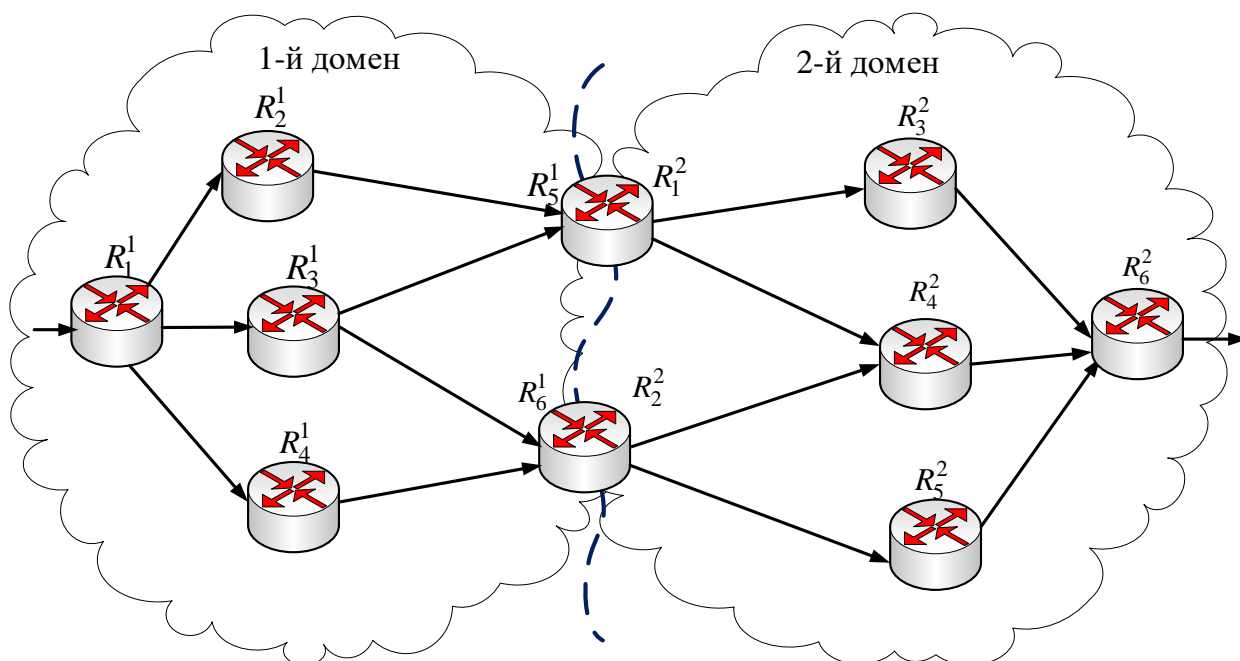 1-й домен
2-й домен
R_2^1
R_3^2
R_5^1
R_1^2
R_1^1
R_3^1
R_6^2
R_4^2
R_6^1
R_2^2
R_4^1
R_5^2